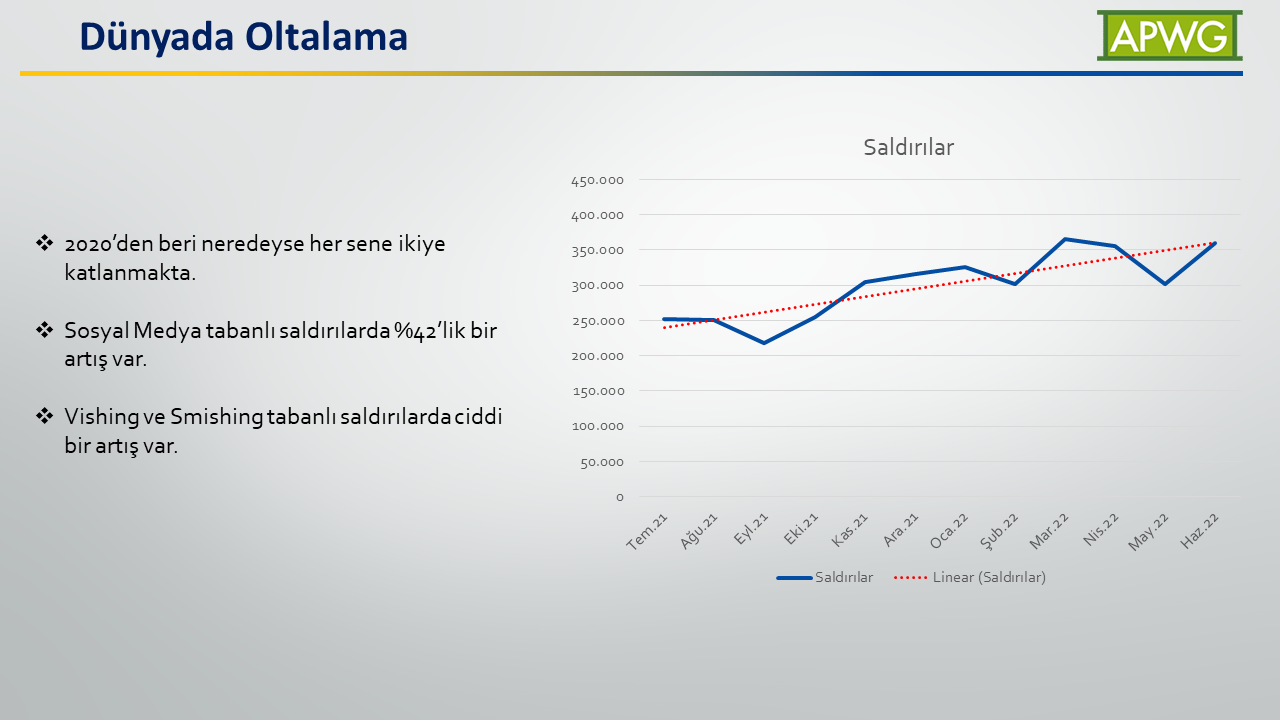 Dünyada Oltalama
APWG
❖ 2020’den beri neredeyse her sene ikiye
katlanmakta.
❖ Sosyal Medya tabanlı saldırılarda %42’lik bir
artış var.
❖ Vishing ve Smishing tabanlı saldırılarda ciddi
bir artış var.
Saldırılar
450.000
400.000
350.000
300.000
250.000
200.000
150.000
100.000
50.000
0
Tem.21
Ağu.21
Eyl.21
Eki.21
Kas.21
Ara.21
Oca.22
Şub.22
Mar.22
Nis.22
May.22
Haz.22
Saldırılar
Linear (Saldırılar)